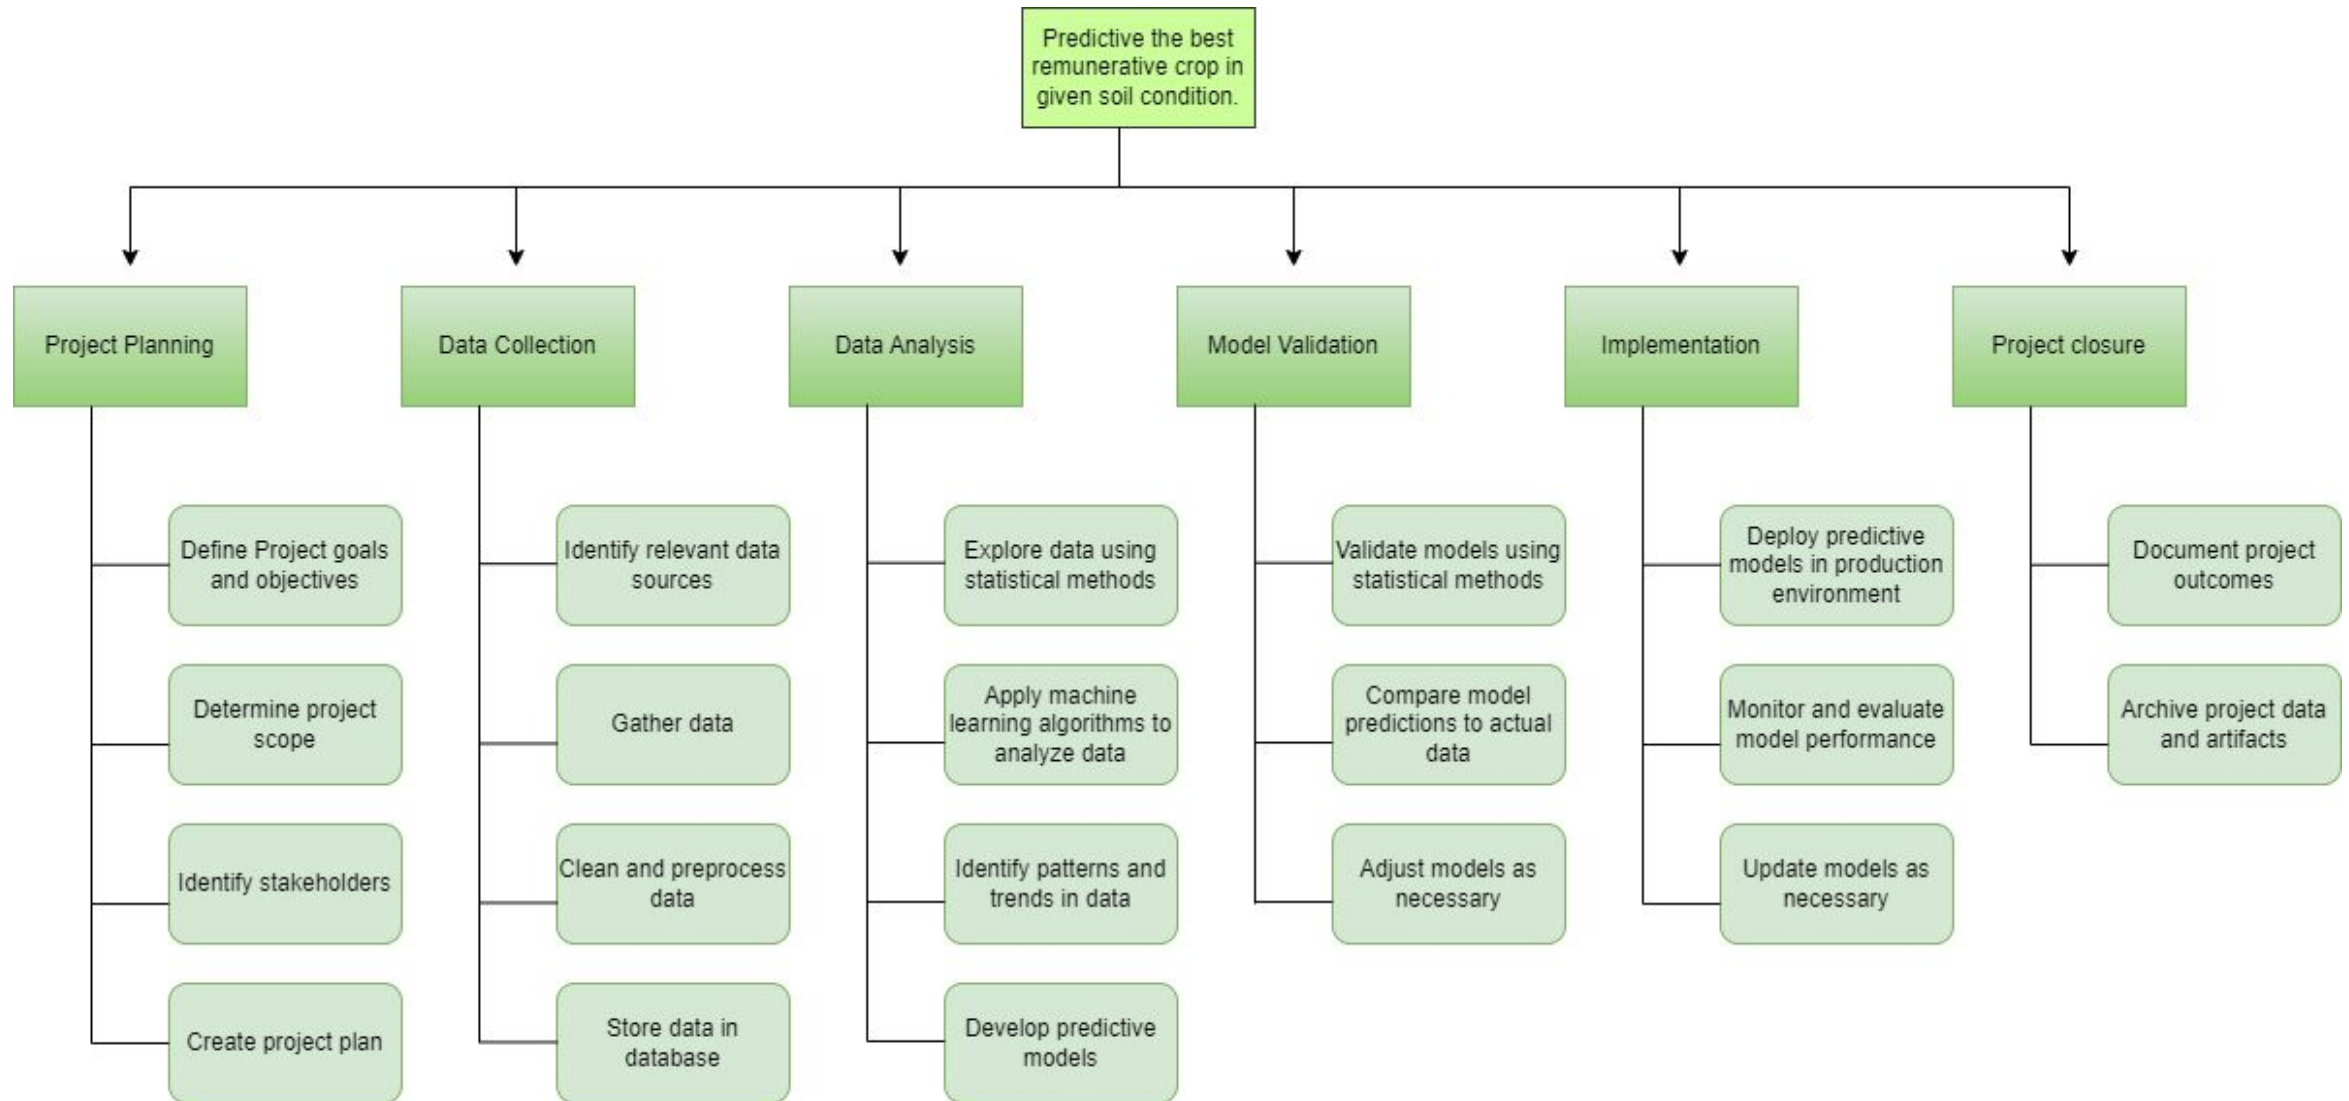 Predictive the best
remunerative crop in
given soil condition.
Project Planning
Data Collection
Data Analysis
Model Validation
Implementation
Project closure
Define Project goals
and objectives
Determine project
scope
Identify stakeholders
Create project plan
Identify relevant data
sources
Gather data
Clean and preprocess
data
Store data in
database
Explore data using
statistical methods
Apply machine
learning algorithms to
analyze data
Identify patterns and
trends in data
Develop predictive
models
Validate models using
statistical methods
Compare model
predictions to actual
data
Adjust models as
necessary
Deploy predictive
models in production
environment
Monitor and evaluate
model performance
Update models as
necessary
Document project
outcomes
Archive project data
and artifacts